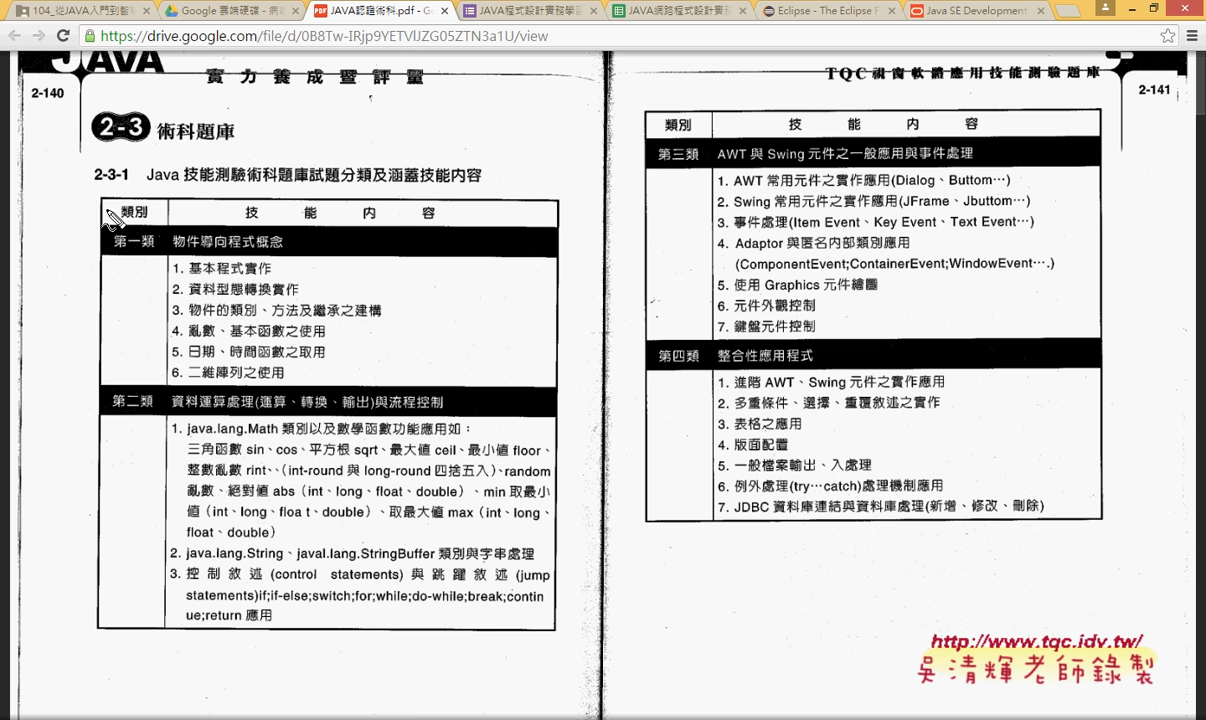 104_從JAVA入門到智
Google 雲端硬碟 -
JAVA認證術科.pdf - G
JAVA程式設計實務學習
JAVA網路程式設計實
Eclipse - The Eclipse F
Java SE Development
https://drive.google.com/file/d/0B8Tw-IRjp9YETVlJZG05ZTN3a1U/view
JAVA
實力養成暨評量
2-140
2-3 術科題庫
2-3-1 Java 技能測驗術科題庫試題分類及涵蓋技能內容
類別 技能內容
第一類 物件導向程式概念
1. 基本程式實作
2. 資料型態轉換實作
3. 物件的類別、方法及繼承之建構
4. 亂數、基本函數之使用
5. 日期、時間函數之取用
6. 二維陣列之使用
第二類 資料運算處理(運算、轉換、輸出)與流程控制
1. java.lang.Math 類別以及數學函數功能應用如：
三角函數 sin、cos、平方根 sqrt、最大值 ceil、最小值 floor、
整數亂數 rint、、(int-round 與 long-round 四捨五入)、random
亂數、絕對值 abs（int、long、float、double）、min 取最小
值（int、long、floa t、double）、取最大值 max（int、long、
float、double）
2. java.lang.String、javal.lang.StringBuffer 類別與字串處理
3. 控制敘述(control statements)與跳躍敘述(jump
statements)if;if-else;switch;for;while;do-while;break;contin
ue;return 應用
TQC視窗軟體應用技能測驗題庫
2-141
類別 技能內容
第三類 AWT 與 Swing 元件之一般應用與事件處理
1. AWT 常用元件之實作應用(Dialog、Buttom…)
2. Swing 常用元件之實作應用(JFrame、Jbuttom…)
3. 事件處理(Item Event、Key Event、Text Event…)
4. Adaptor 與匿名內部類別應用
(ComponentEvent;ContainerEvent;WindowEvent….)
5. 使用 Graphics 元件繪圖
6. 元件外觀控制
7. 鍵盤元件控制
第四類 整合性應用程式
1. 進階 AWT、Swing 元件之實作應用
2. 多重條件、選擇、重覆敘述之實作
3. 表格之應用
4. 版面配置
5. 一般檔案輸出、入處理
6. 例外處理(try…catch)處理機制應用
7. JDBC 資料庫連結與資料庫處理(新增、修改、刪除)
http://www.tqc.idv.tw/
吳清輝老師錄製